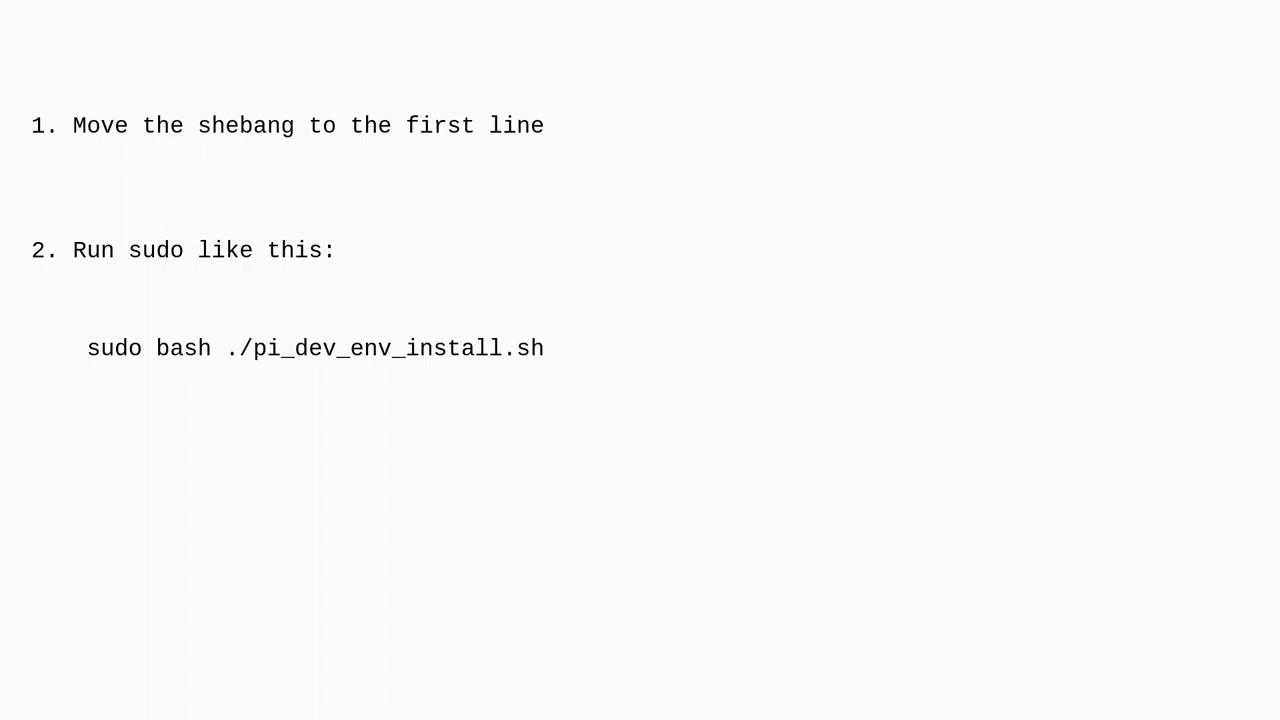 1. Move the shebang to the first line
2. Run sudo like this:
sudo bash ./pi_dev_env_install.sh